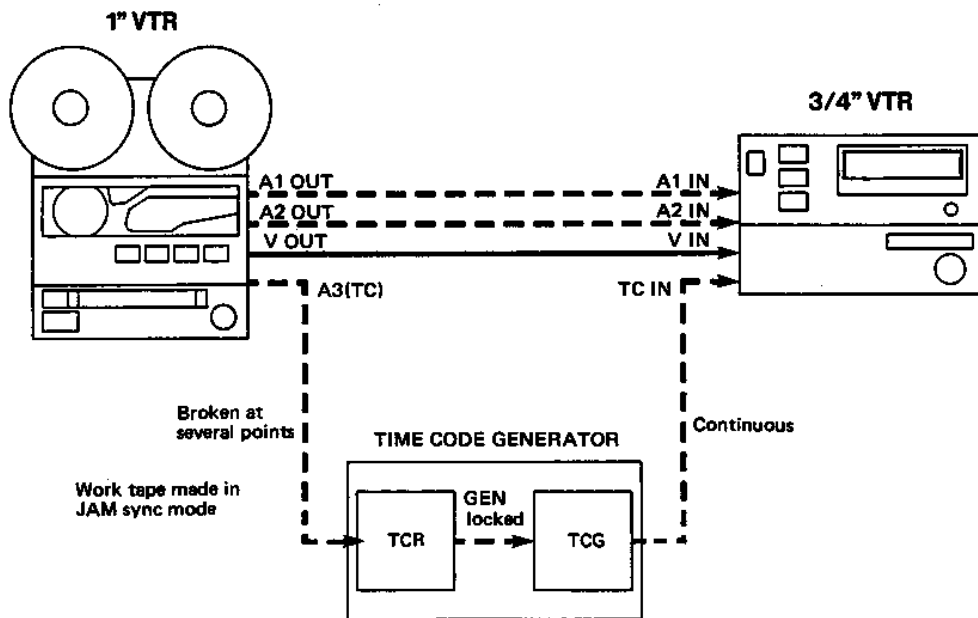 1” VTR
3/4” VTR
A1 OUT
A1 IN
A2 OUT
A2 IN
V OUT
V IN
A3(TC)
TC IN
Broken at
several points
Continuous
TIME CODE GENERATOR
Work tape made in
JAM sync mode
GEN
locked
TCR
TCG